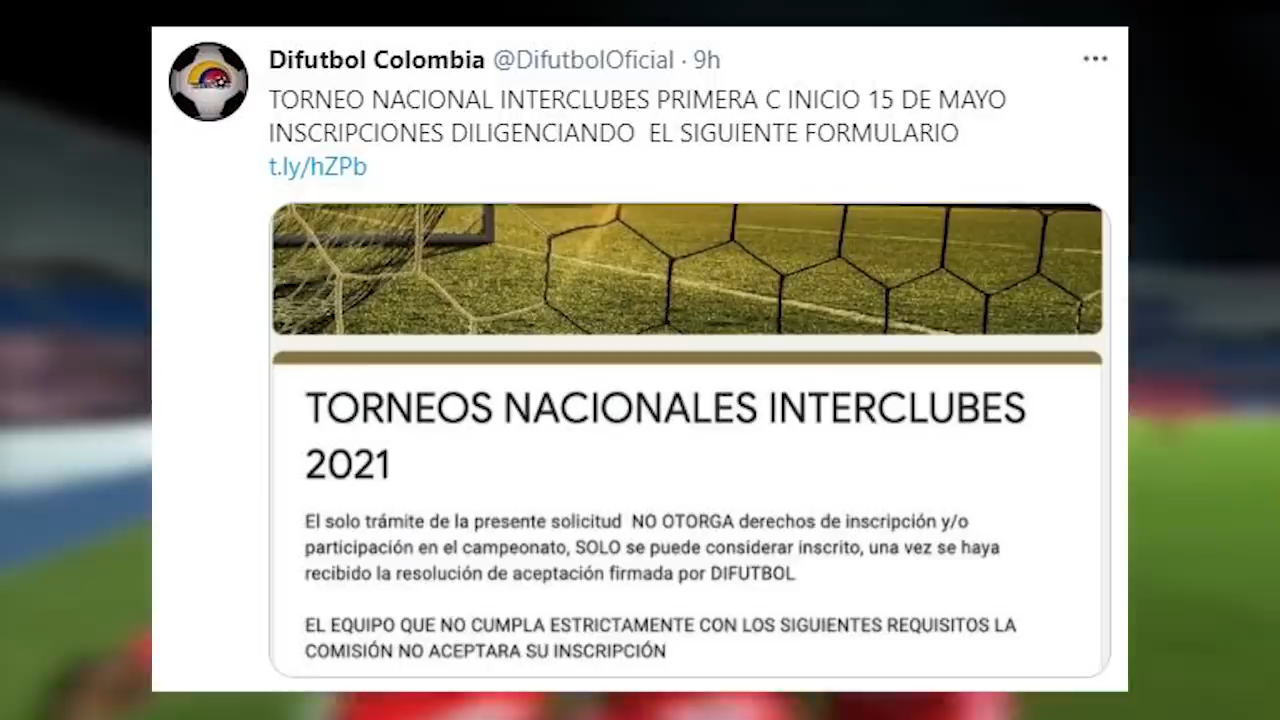 Difutbol Colombia @DifutbolOficial · 9h
TORNEO NACIONAL INTERCLUBES PRIMERA C INICIO 15 DE MAYO
INSCRIPCIONES DILIGENCIANDO EL SIGUIENTE FORMULARIO
t.ly/hZPb
TORNEOS NACIONALES INTERCLUBES
2021
El solo trámite de la presente solicitud NO OTORGA derechos de inscripción y/o
participación en el campeonato, SOLO se puede considerar inscrito, una vez se haya
recibido la resolución de aceptación firmada por DIFUTBOL
EL EQUIPO QUE NO CUMPLA ESTRICTAMENTE CON LOS SIGUIENTES REQUISITOS LA
COMISIÓN NO ACEPTARA SU INSCRIPCIÓN